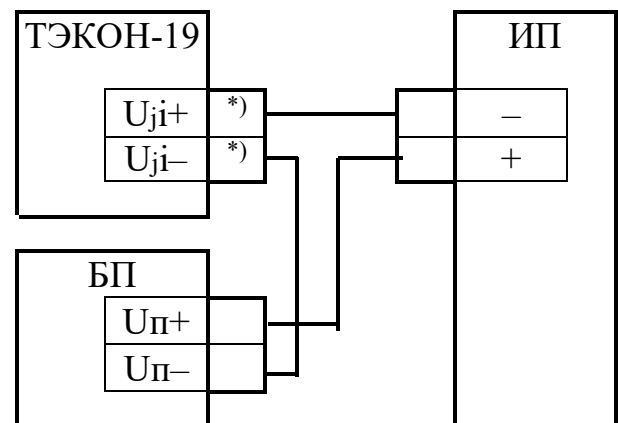 ТЭКОН-19
ИП
Uji+ *) –
Uji– *) +
БП
Uп+
Uп–